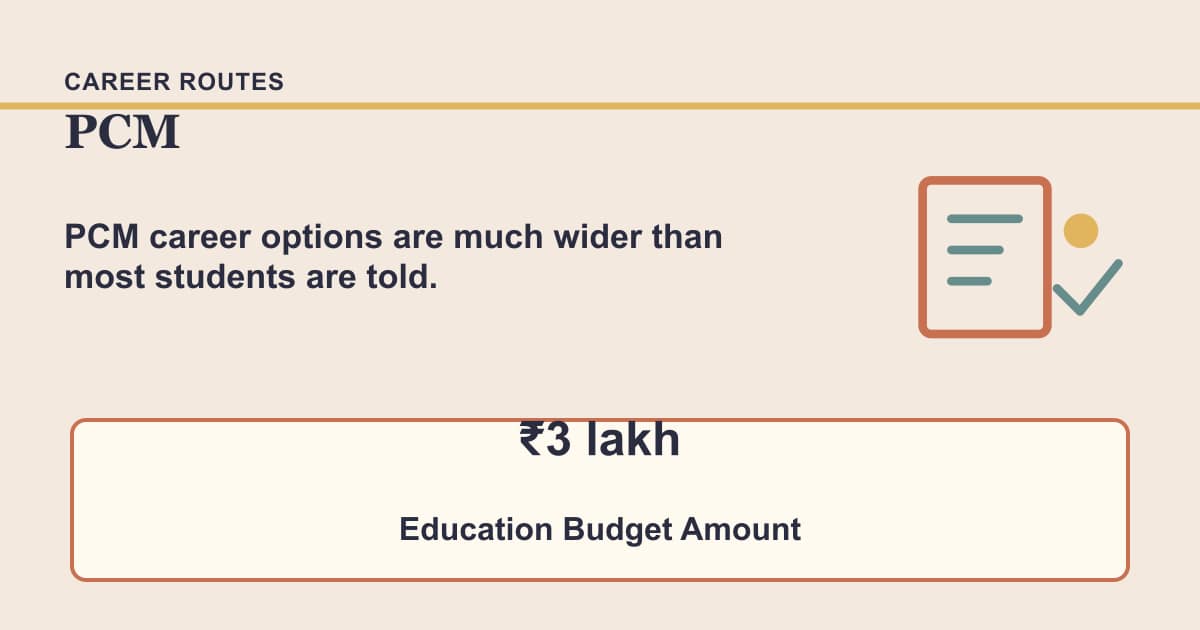 CAREER ROUTES
PCM
PCM career options are much wider than
most students are told.
₹3 lakh
Education Budget Amount